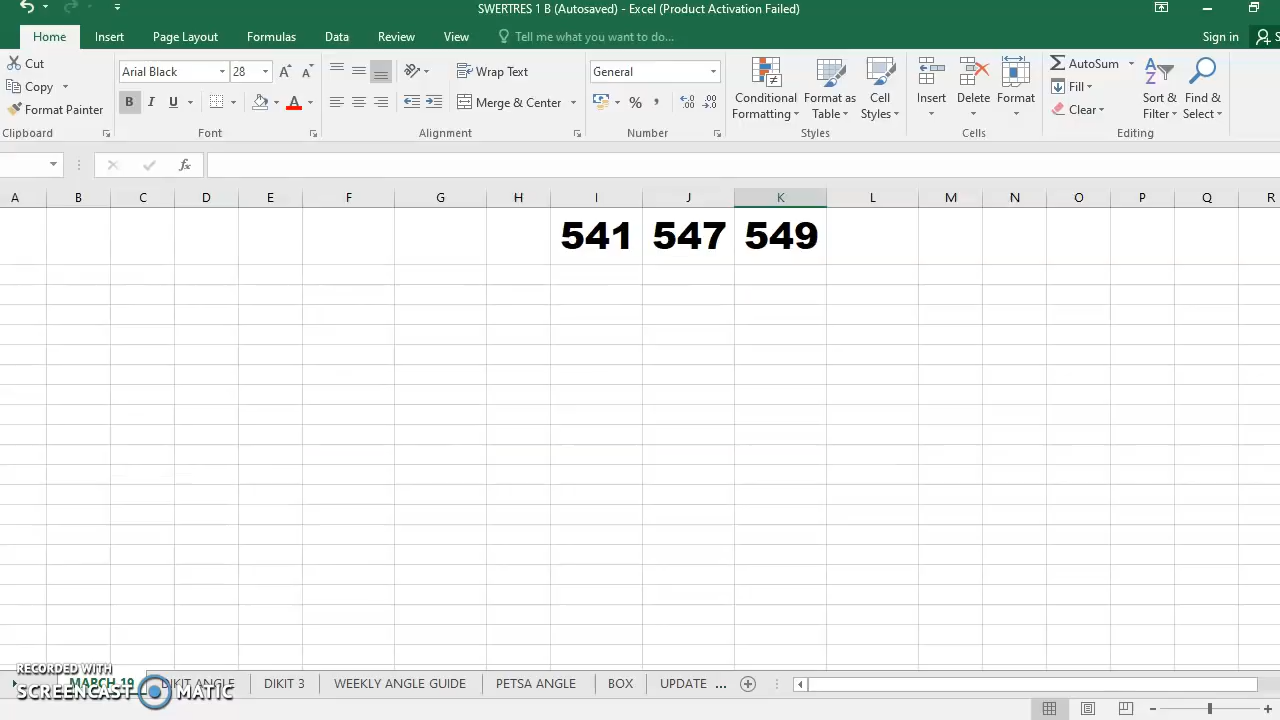 SWERTRES 1 B (Autosaved) - Excel (Product Activation Failed)
Home Insert Page Layout Formulas Data Review View Tell me what you want to do... Sign in
Cut
Copy
Format Painter
Clipboard
Arial Black 28 A A
B I U A
Font
Wrap Text
Merge & Center
Alignment
General
% ,
Number
Conditional Formatting
Format as Table
Cell Styles
Styles
Insert Delete Format
Cells
AutoSum
Fill
Clear
Sort & Filter
Find & Select
Editing
fx
A B C D E F G H I J K L M N O P Q R
541 547 549
MARCH 19 DIKIT ANGLE DIKIT 3 WEEKLY ANGLE GUIDE PETSA ANGLE BOX UPDATE ...
RECORDED WITH
SCREENCAST MATIC